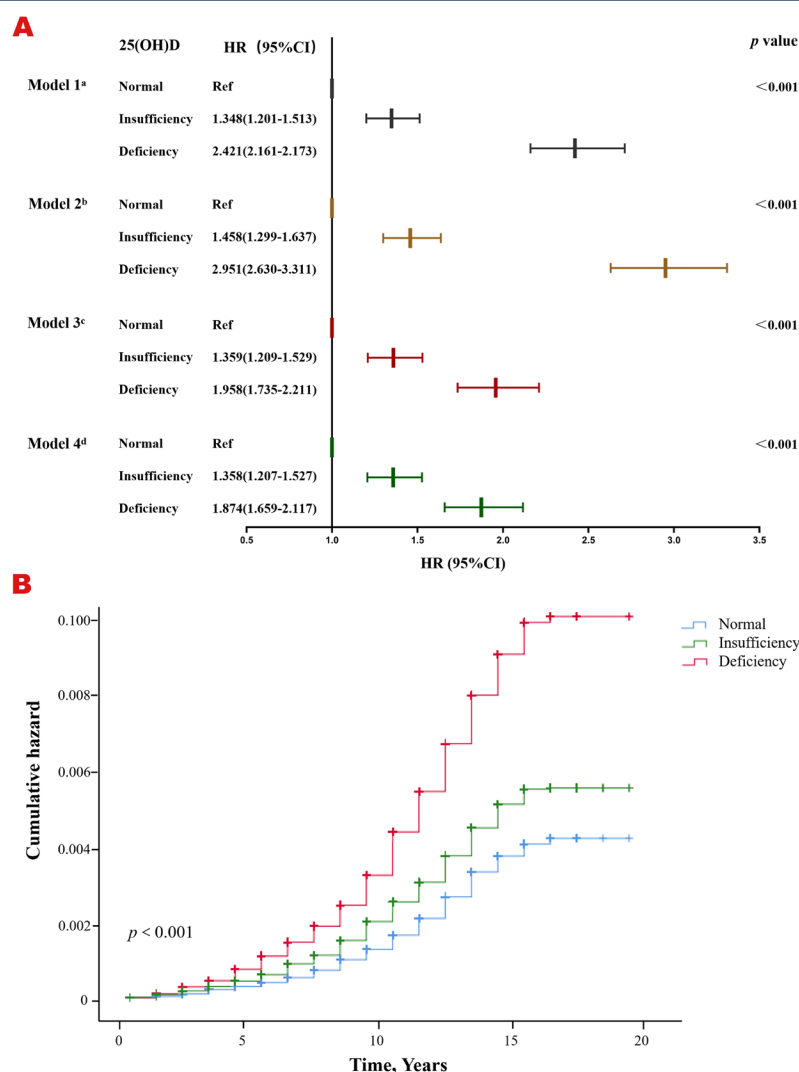 A
25(OH)D HR (95%CI) p value
Model 1ᵃ Normal Ref <0.001
Insufficiency 1.348(1.201-1.513)
Deficiency 2.421(2.161-2.173)
Model 2ᵇ Normal Ref <0.001
Insufficiency 1.458(1.299-1.637)
Deficiency 2.951(2.630-3.311)
Model 3ᶜ Normal Ref <0.001
Insufficiency 1.359(1.209-1.529)
Deficiency 1.958(1.735-2.211)
Model 4ᵈ Normal Ref <0.001
Insufficiency 1.358(1.207-1.527)
Deficiency 1.874(1.659-2.117)
0.5 1.0 1.5 2.0 2.5 3.0 3.5
HR (95%CI)
B
0.100
0.008
0.006
0.004
0.002
0
Cumulative hazard
p < 0.001
Normal
Insufficiency
Deficiency
0 5 10 15 20
Time, Years